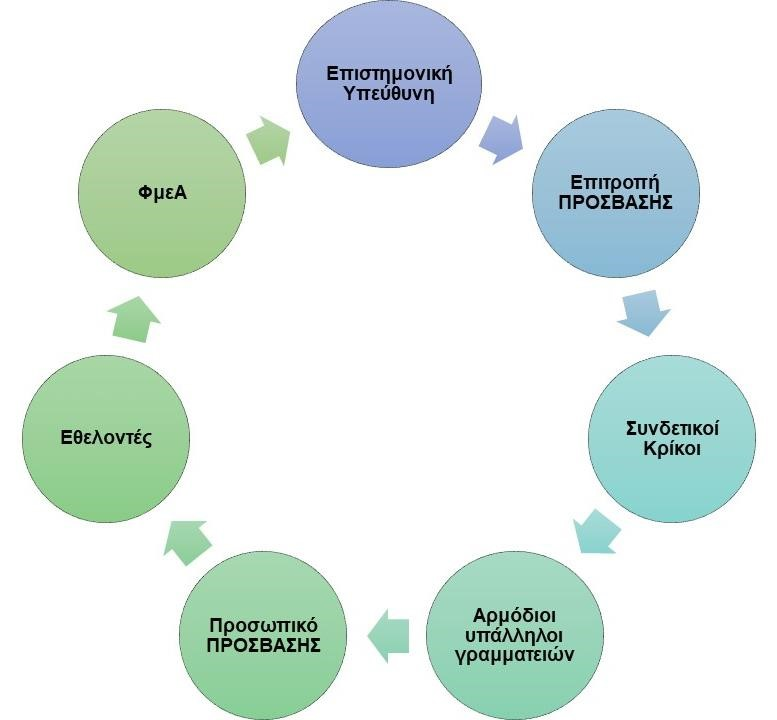 Επιστημονική
Υπεύθυνη
Επιτροπή
ΠΡΟΣΒΑΣΗΣ
Συνδετικοί
Κρίκοι
Αρμόδιοι
υπάλληλοι
γραμματειών
Προσωπικό
ΠΡΟΣΒΑΣΗΣ
Εθελοντές
ΦμεΑ